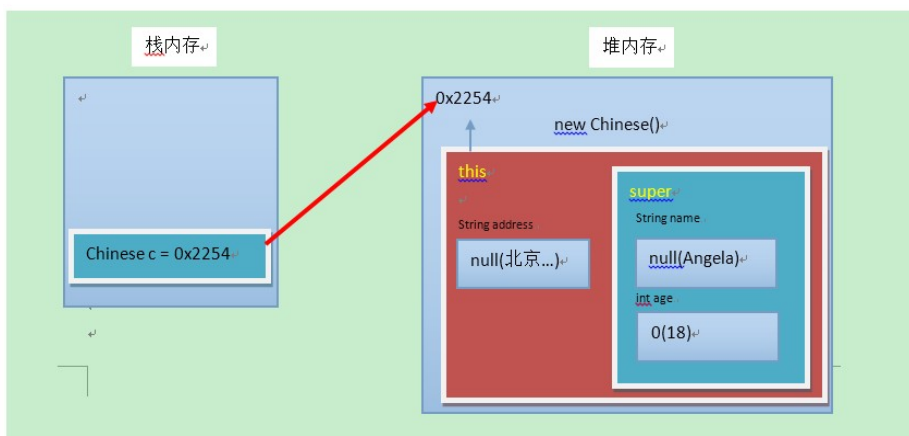 栈内存
堆内存
0x2254
new Chinese()
this
super
String address
String name
Chinese c = 0x2254
null(北京...)
null(Angela)
int age
0(18)